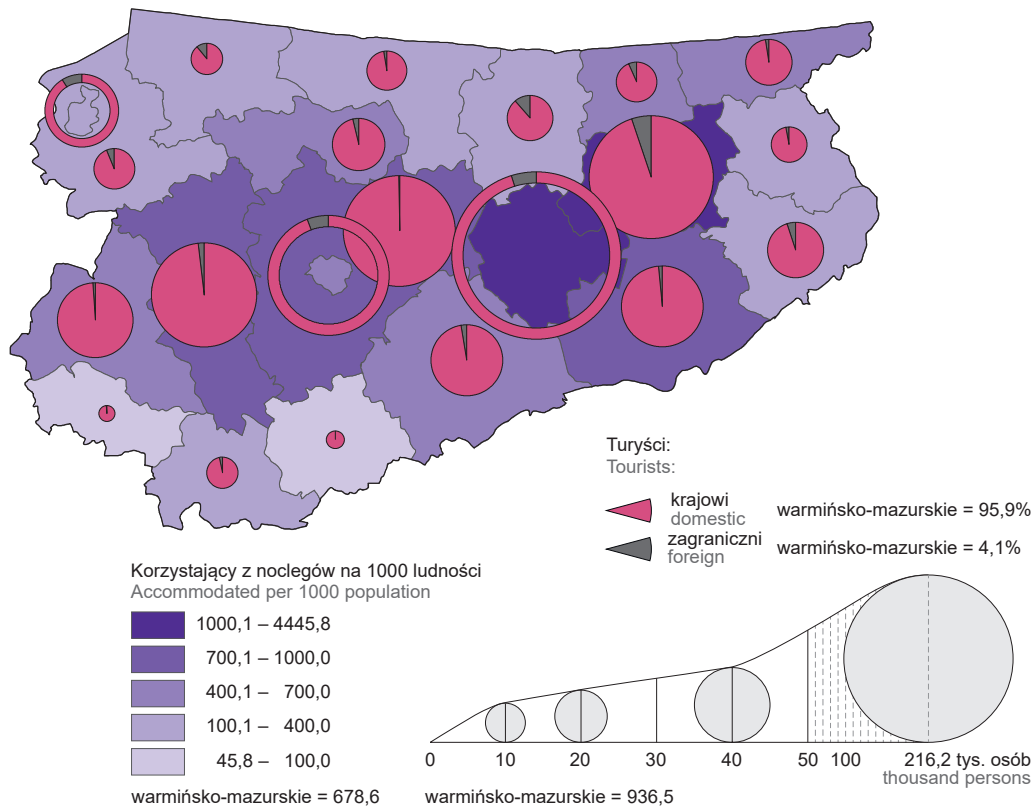 Turyści:
Tourists:
krajowi
domestic
warmińsko-mazurskie = 95,9%
zagraniczni
foreign
warmińsko-mazurskie = 4,1%
Korzystający z noclegów na 1000 ludności
Accommodated per 1000 population
1000,1 – 4445,8
700,1 – 1000,0
400,1 – 700,0
100,1 – 400,0
45,8 – 100,0
warmińsko-mazurskie = 678,6
0 10 20 30 40 50 100 216,2 tys. osób
thousand persons
warmińsko-mazurskie = 936,5